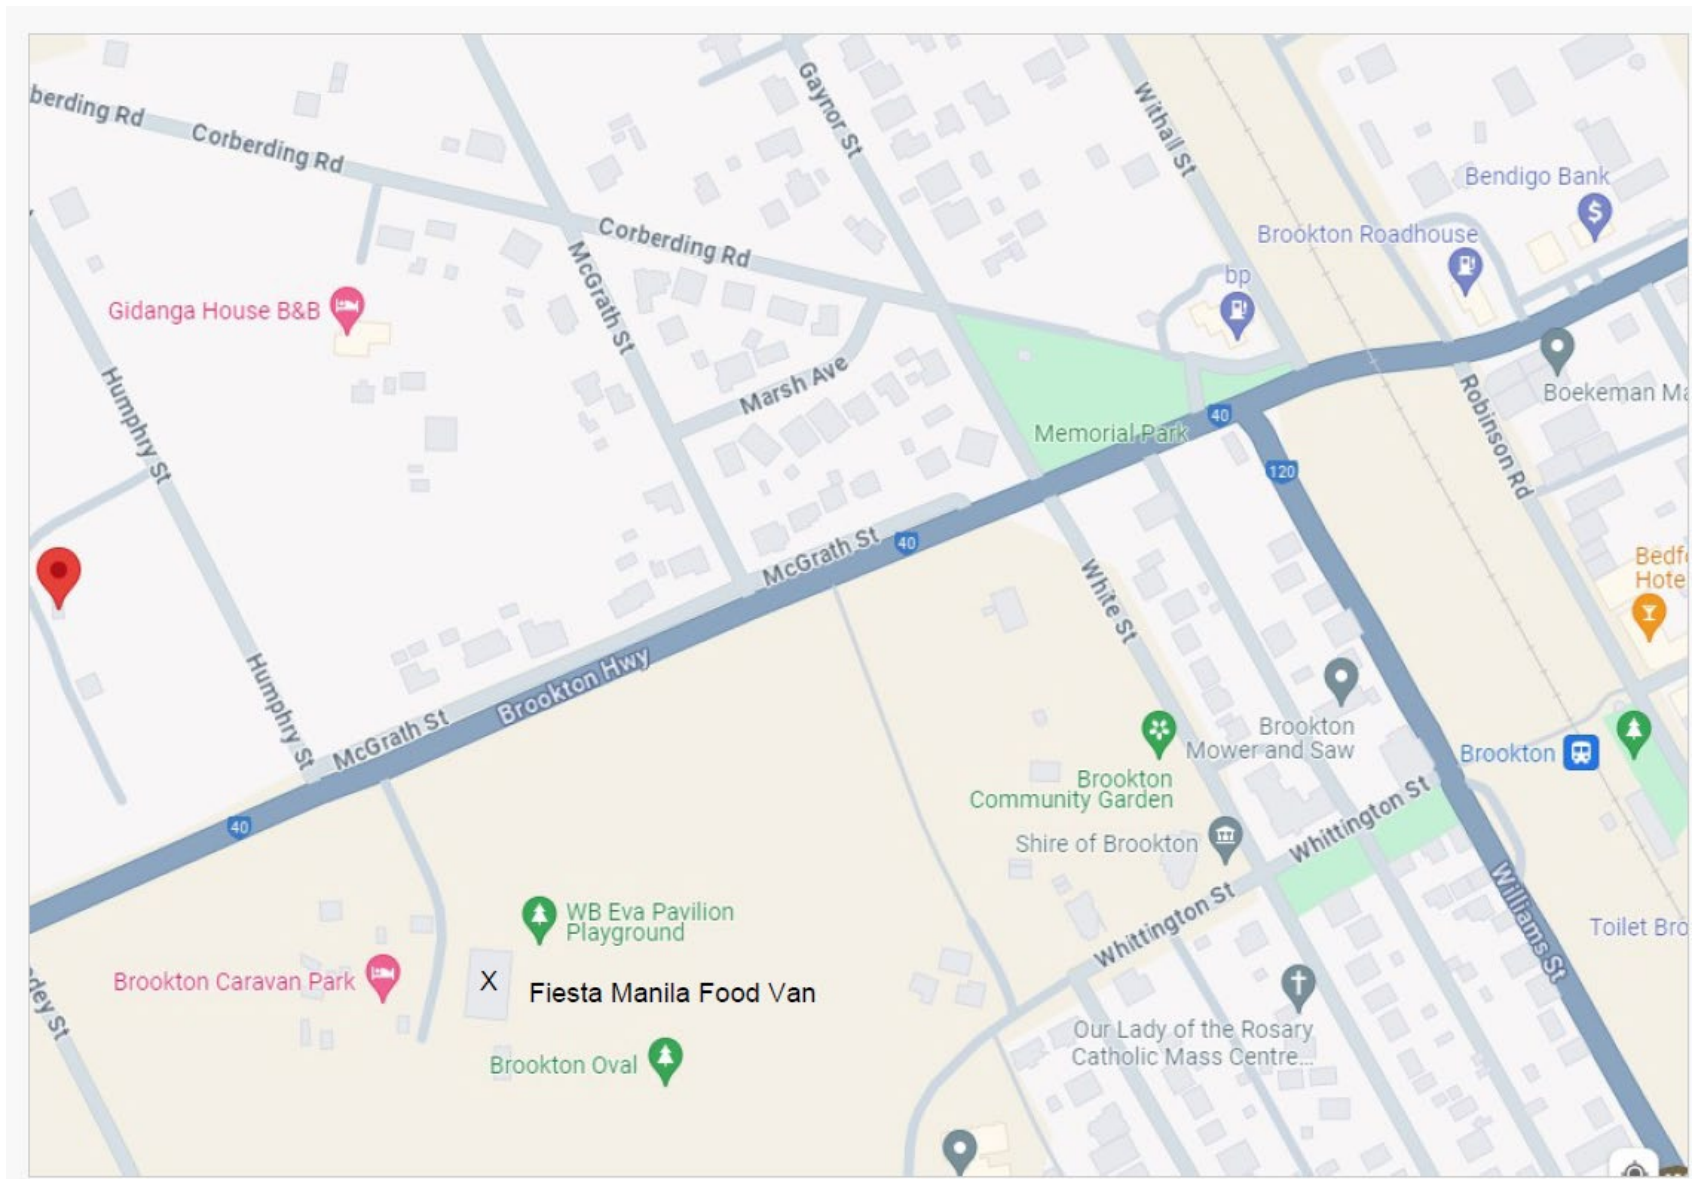 berding Rd
Corberding Rd
Gaynor St
Withall St
Bendigo Bank
Brookton Roadhouse
Corberding Rd
McGrath St
bp
Gidanga House B&B
Marsh Ave
Humphry St
Boekeman Ma
Robinson Rd
40
Memorial Park
120
McGrath St
40
Bedfo
Hote
White St
Humphry St
Brookton Hwy
McGrath St
Brookton
Mower and Saw
Brookton
Brookton
Community Garden
40
Shire of Brookton
Whittington St
Williams St
WB Eva Pavilion
Playground
Whittington St
Toilet Bro
Brookton Caravan Park
X
Fiesta Manila Food Van
dey St
Our Lady of the Rosary
Catholic Mass Centre...
Brookton Oval